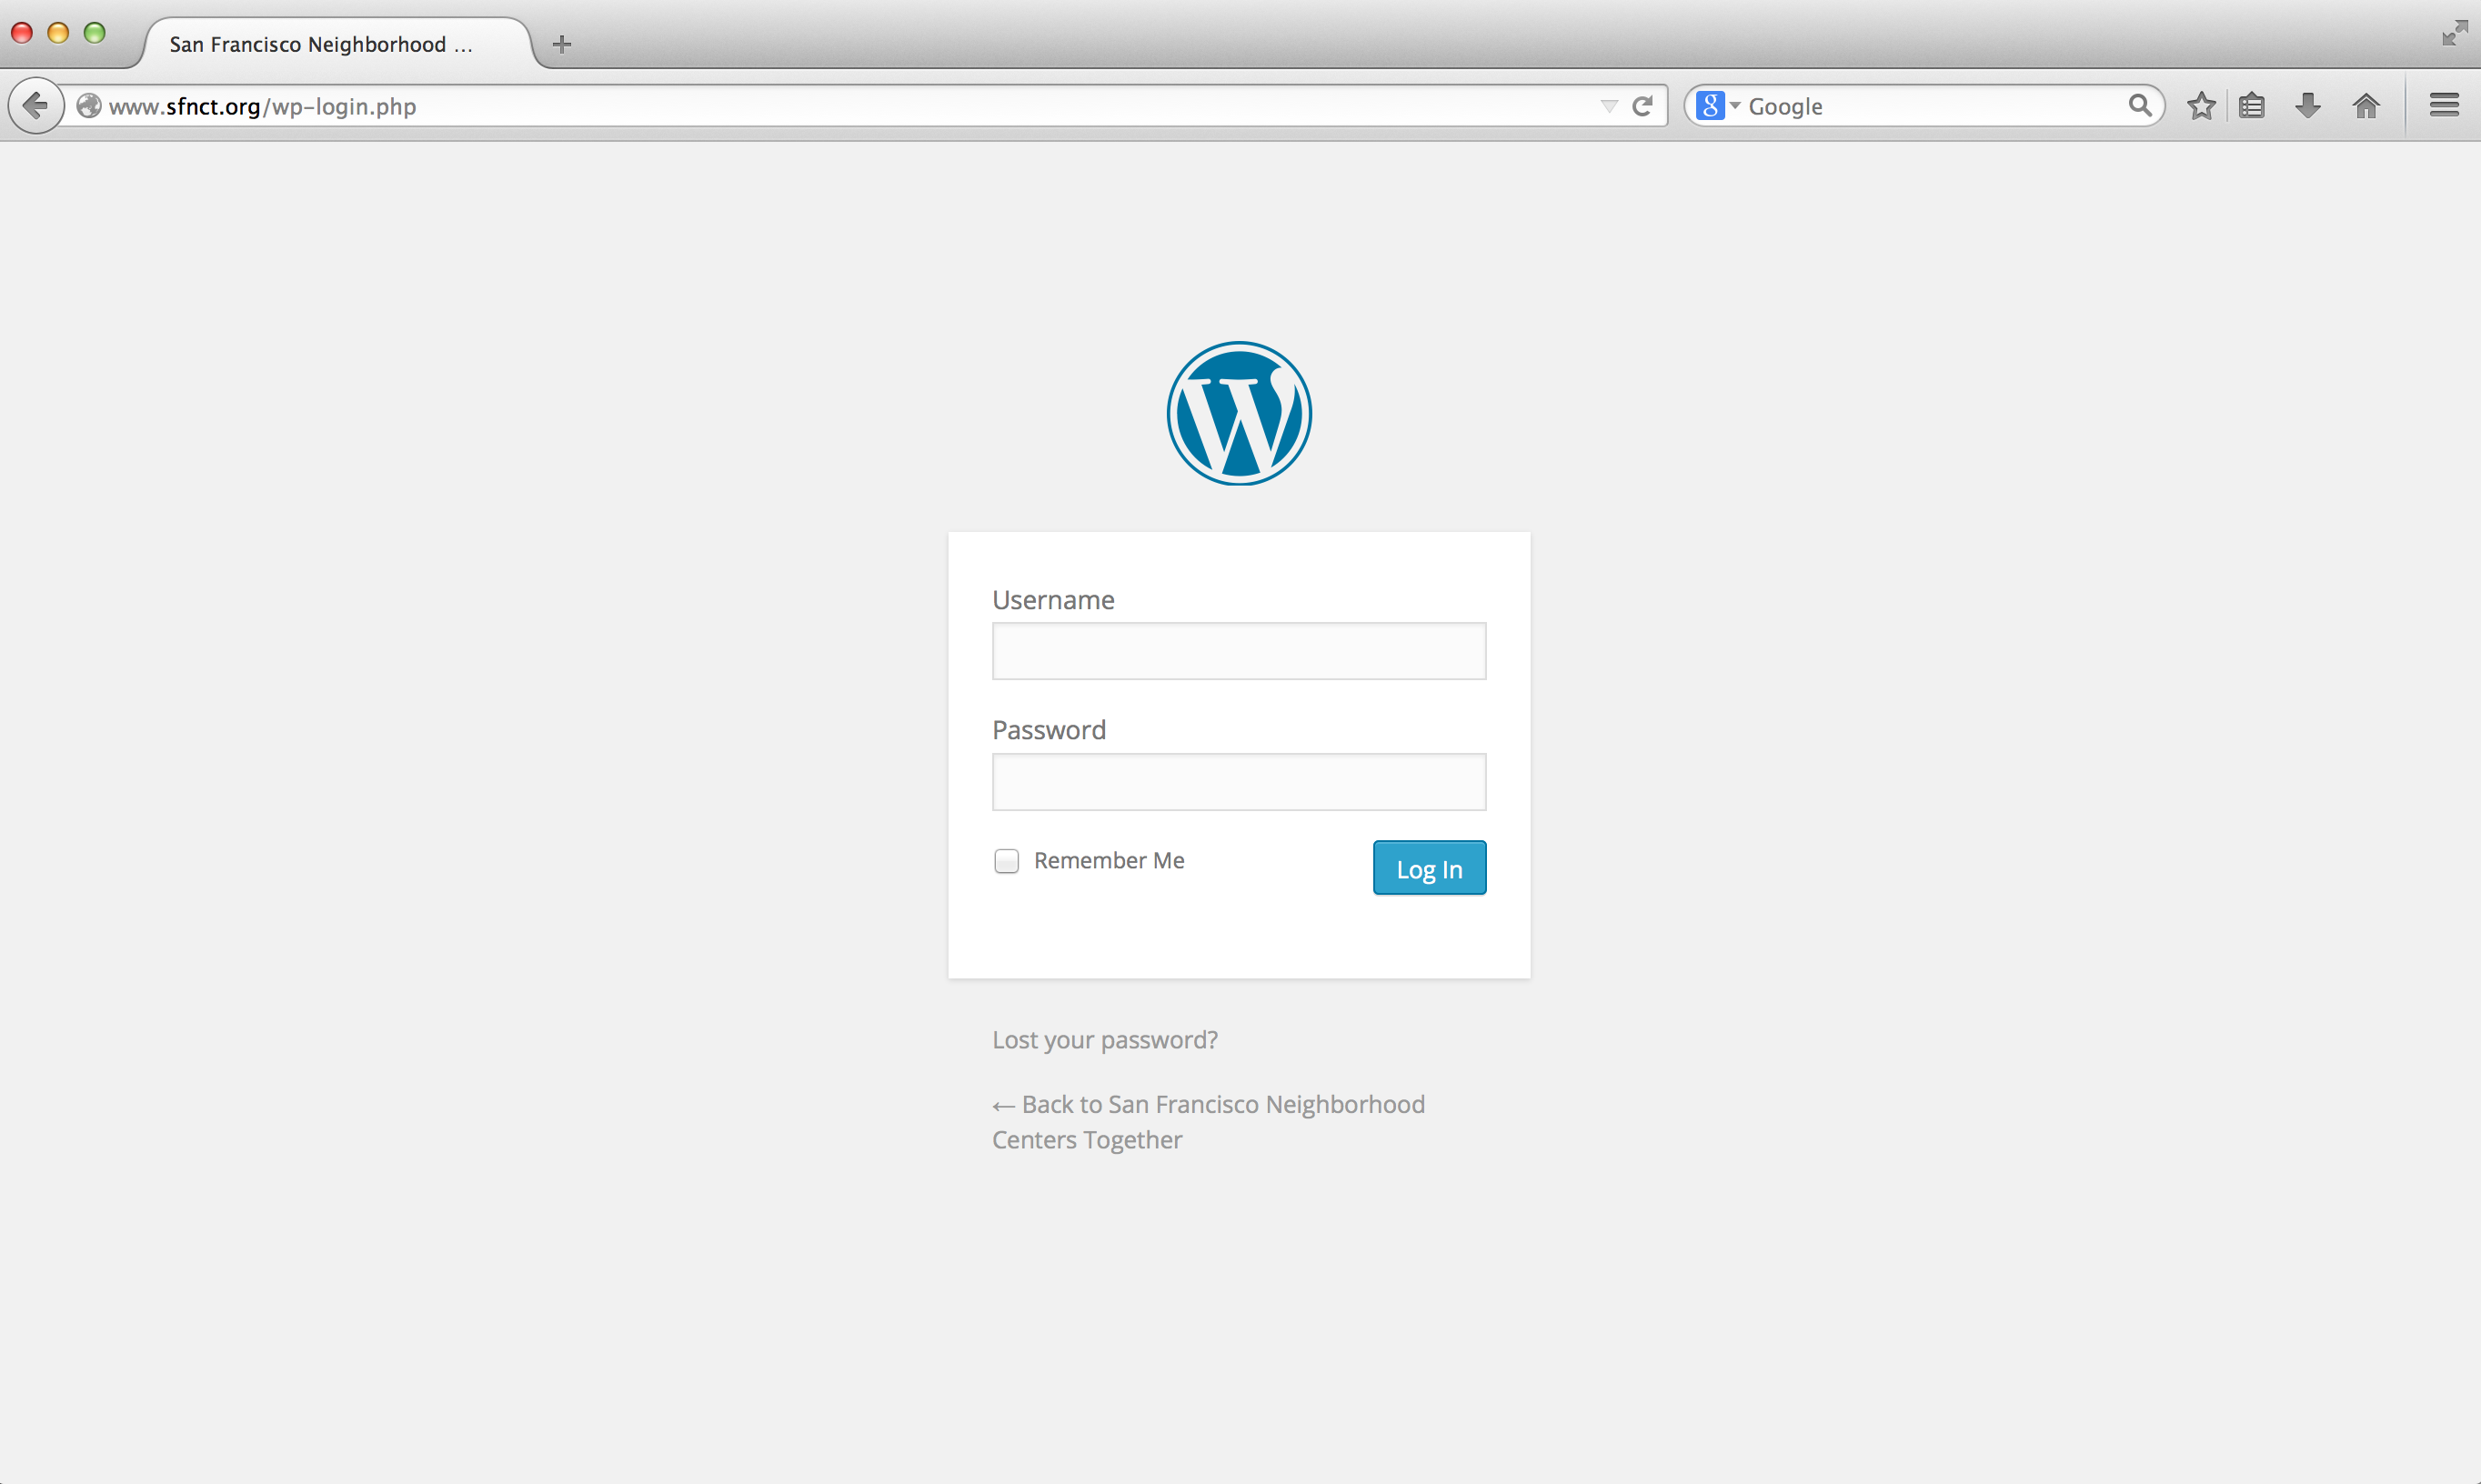 San Francisco Neighborhood ...
www.sfnct.org/wp-login.php
Google
Username
Password
Remember Me
Log In
Lost your password?
← Back to San Francisco Neighborhood
Centers Together